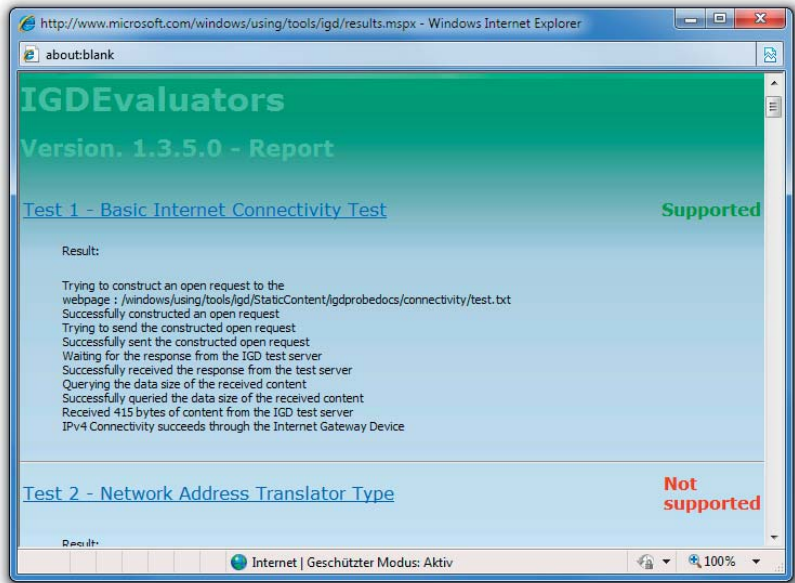 http://www.microsoft.com/windows/using/tools/igd/results.mspx - Windows Internet Explorer
about:blank
IGDEvaluators
Version. 1.3.5.0 - Report
Test 1 - Basic Internet Connectivity Test
Supported
Result:
Trying to construct an open request to the
webpage : /windows/using/tools/igd/StaticContent/igdprobedocs/connectivity/test.txt
Successfully constructed an open request
Trying to send the constructed open request
Successfully sent the constructed open request
Waiting for the response from the IGD test server
Successfully received the response from the test server
Querying the data size of the received content
Successfully queried the data size of the received content
Received 415 bytes of content from the IGD test server
IPv4 Connectivity succeeds through the Internet Gateway Device
Test 2 - Network Address Translator Type
Not
supported
Result:
Internet | Geschützter Modus: Aktiv
100%